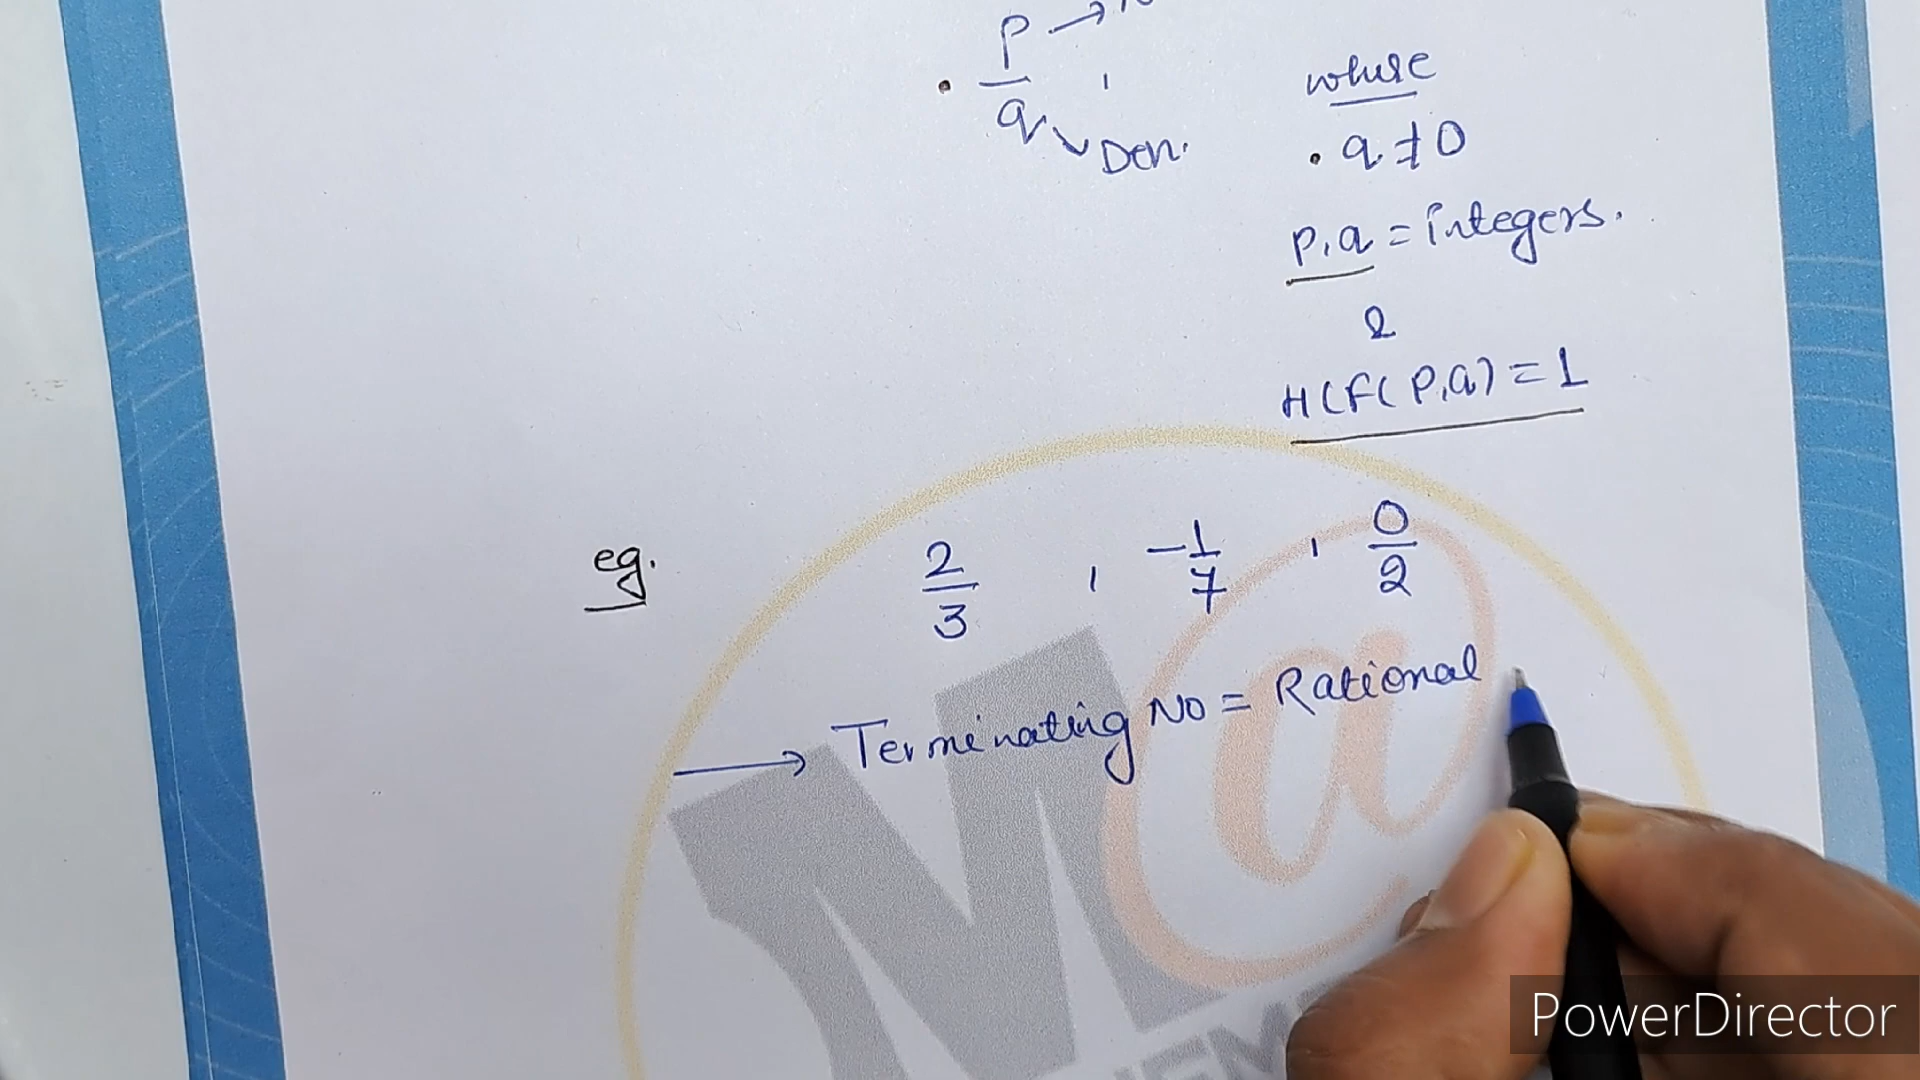 P →
q Den.
where
• q ≠ 0
P, q = integers.
&
HCF(P,q) = 1
eg. 2/3 , -1/7 , 0/2
→ Terminating No = Rational
PowerDirector